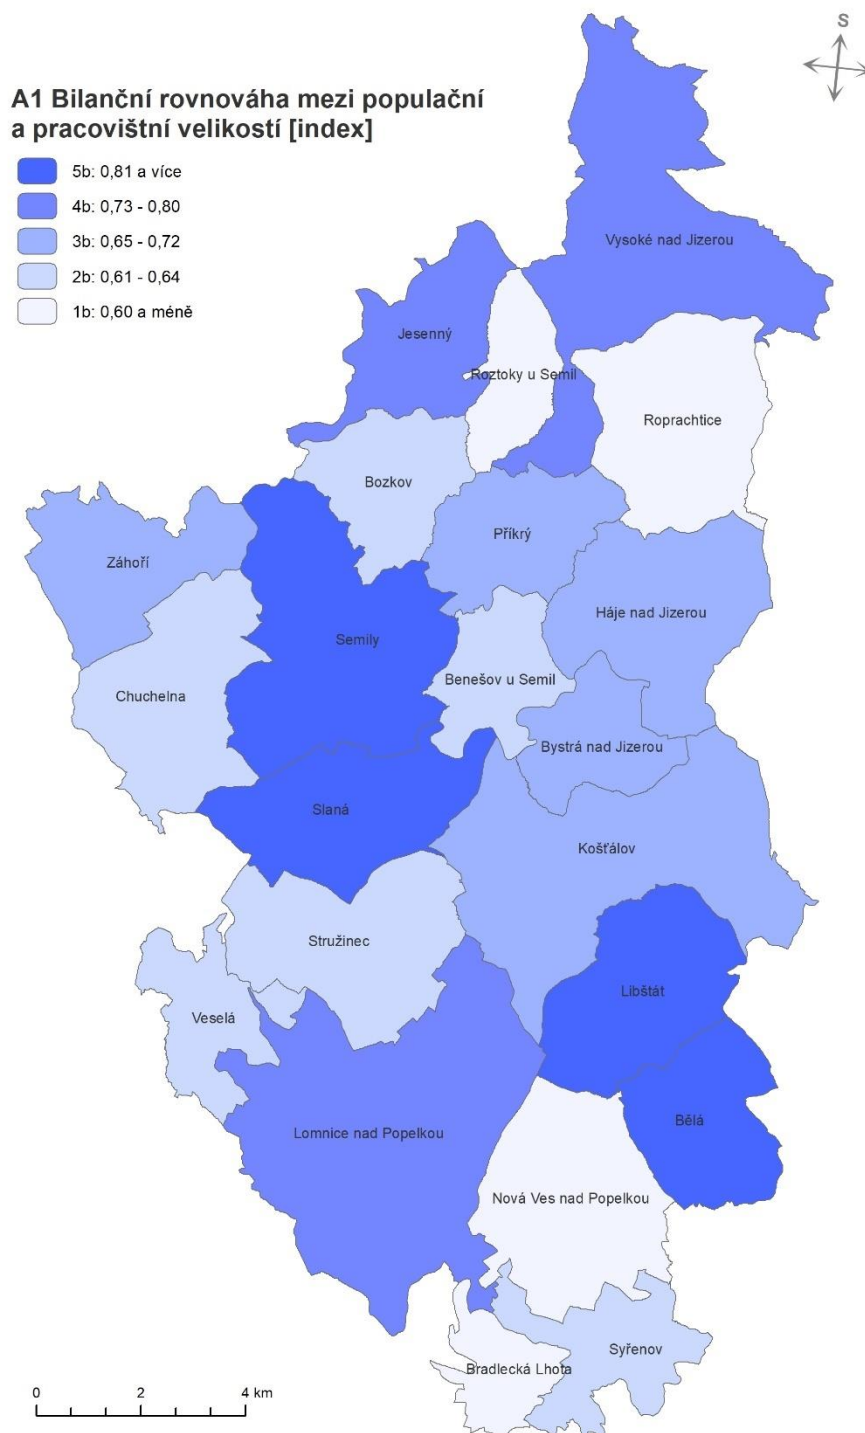 S
A1 Bilanční rovnováha mezi populační
a pracovištní velikostí [index]
5b: 0,81 a více
4b: 0,73 - 0,80
3b: 0,65 - 0,72
2b: 0,61 - 0,64
1b: 0,60 a méně
Vysoké nad Jizerou
Jesenný
Roztoky u Semil
Roprachtice
Bozkov
Příkrý
Záhoří
Háje nad Jizerou
Semily
Benešov u Semil
Chuchelna
Bystrá nad Jizerou
Slaná
Košťálov
Stružinec
Libštát
Veselá
Bělá
Lomnice nad Popelkou
Nová Ves nad Popelkou
Syřenov
Bradlecká Lhota
0 2 4 km